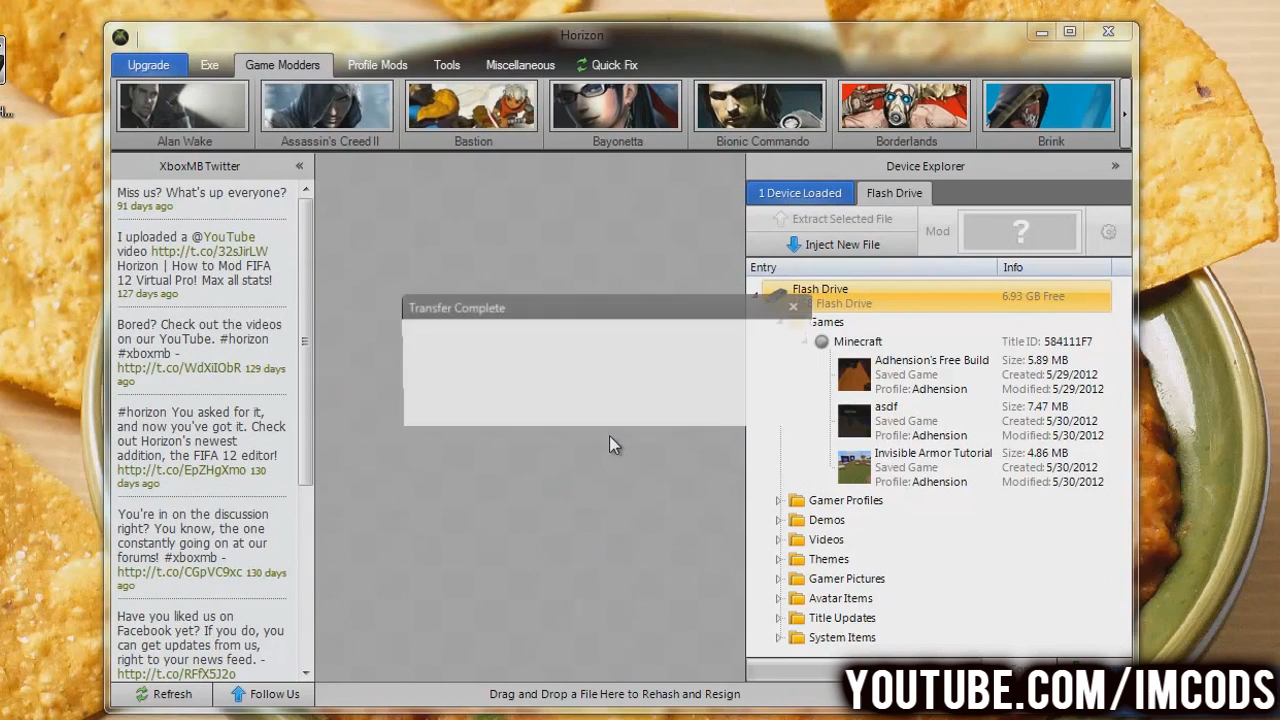 Horizon
Upgrade
Exe
Game Modders
Profile Mods
Tools
Miscellaneous
Quick Fix
Alan Wake
Assassin's Creed II
Bastion
Bayonetta
Bionic Commando
Borderlands
Brink
XboxMB Twitter
«
Miss us? What's up everyone?
91 days ago
I uploaded a @YouTube
video http://t.co/32sJirLW
Horizon | How to Mod FIFA
12 Virtual Pro! Max all stats!
127 days ago
Bored? Check out the videos
on our YouTube. #horizon
#xboxmb -
http://t.co/WdXiIObR 129 days
ago
#horizon You asked for it,
and now you've got it. Check
out Horizon's newest
addition, the FIFA 12 editor!
http://t.co/EpZHgXmo 130
days ago
You're in on the discussion
right? You know, the one
constantly going on at our
forums! #xboxmb -
http://t.co/CGpVC9xc 130 days
ago
Have you liked us on
Facebook yet? If you do, you
can get updates from us,
right to your news feed. -
http://t.co/RFfX5J2o
Refresh
Follow Us
Transfer Complete
Drag and Drop a File Here to Rehash and Resign
Device Explorer
»
1 Device Loaded
Flash Drive
Extract Selected File
Inject New File
Mod
?
Entry
Info
Flash Drive
Flash Drive
6.93 GB Free
Games
Minecraft
Title ID: 584111F7
Adhension's Free Build
Size: 5.89 MB
Saved Game
Created: 5/29/2012
Profile: Adhension
Modified: 5/29/2012
asdf
Size: 7.47 MB
Saved Game
Created: 5/30/2012
Profile: Adhension
Modified: 5/30/2012
Invisible Armor Tutorial
Size: 4.86 MB
Saved Game
Created: 5/30/2012
Profile: Adhension
Modified: 5/30/2012
Gamer Profiles
Demos
Videos
Themes
Gamer Pictures
Avatar Items
Title Updates
System Items
YOUTUBE.COM/IMCODS